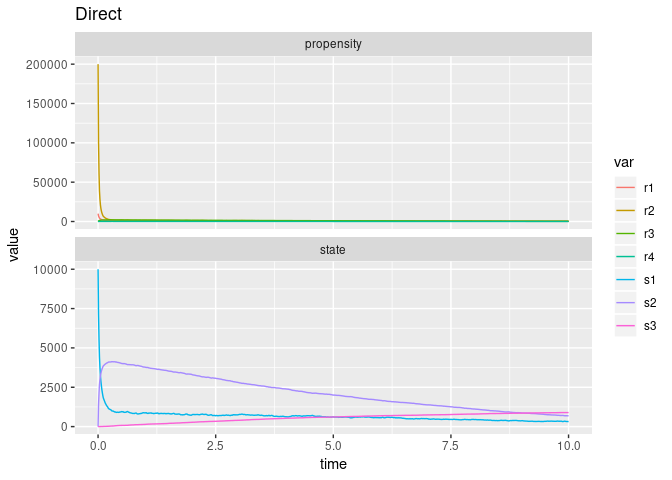 Direct
propensity
200000
150000
100000
50000
0
state
10000
7500
5000
2500
0
0.0 2.5 5.0 7.5 10.0
time
value
var
r1
r2
r3
r4
s1
s2
s3